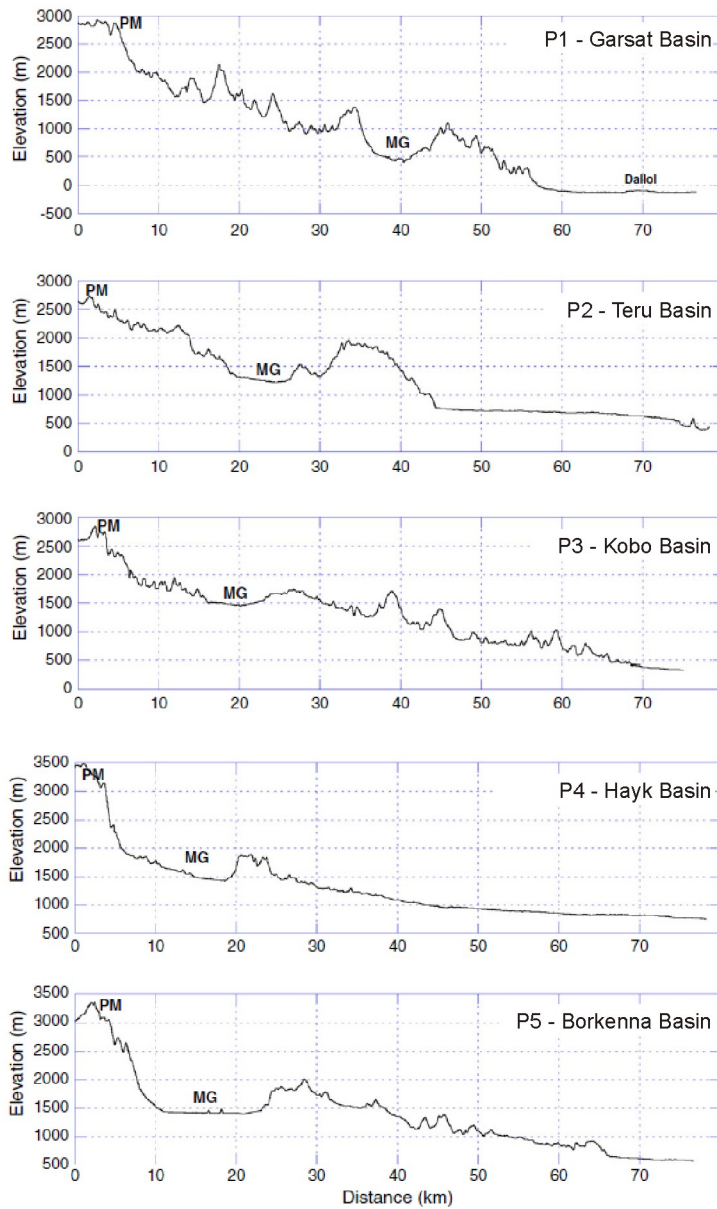 P1 - Garsat Basin
PM
MG
Dallol
Elevation (m)
3000
2500
2000
1500
1000
500
0
-500
0 10 20 30 40 50 60 70
P2 - Teru Basin
PM
MG
Elevation (m)
3000
2500
2000
1500
1000
500
0
0 10 20 30 40 50 60 70
P3 - Kobo Basin
PM
MG
Elevation (m)
3000
2500
2000
1500
1000
500
0
0 10 20 30 40 50 60 70
P4 - Hayk Basin
PM
MG
Elevation (m)
3500
3000
2500
2000
1500
1000
500
0 10 20 30 40 50 60 70
P5 - Borkenna Basin
PM
MG
Elevation (m)
3500
3000
2500
2000
1500
1000
500
0 10 20 30 40 50 60 70
Distance (km)